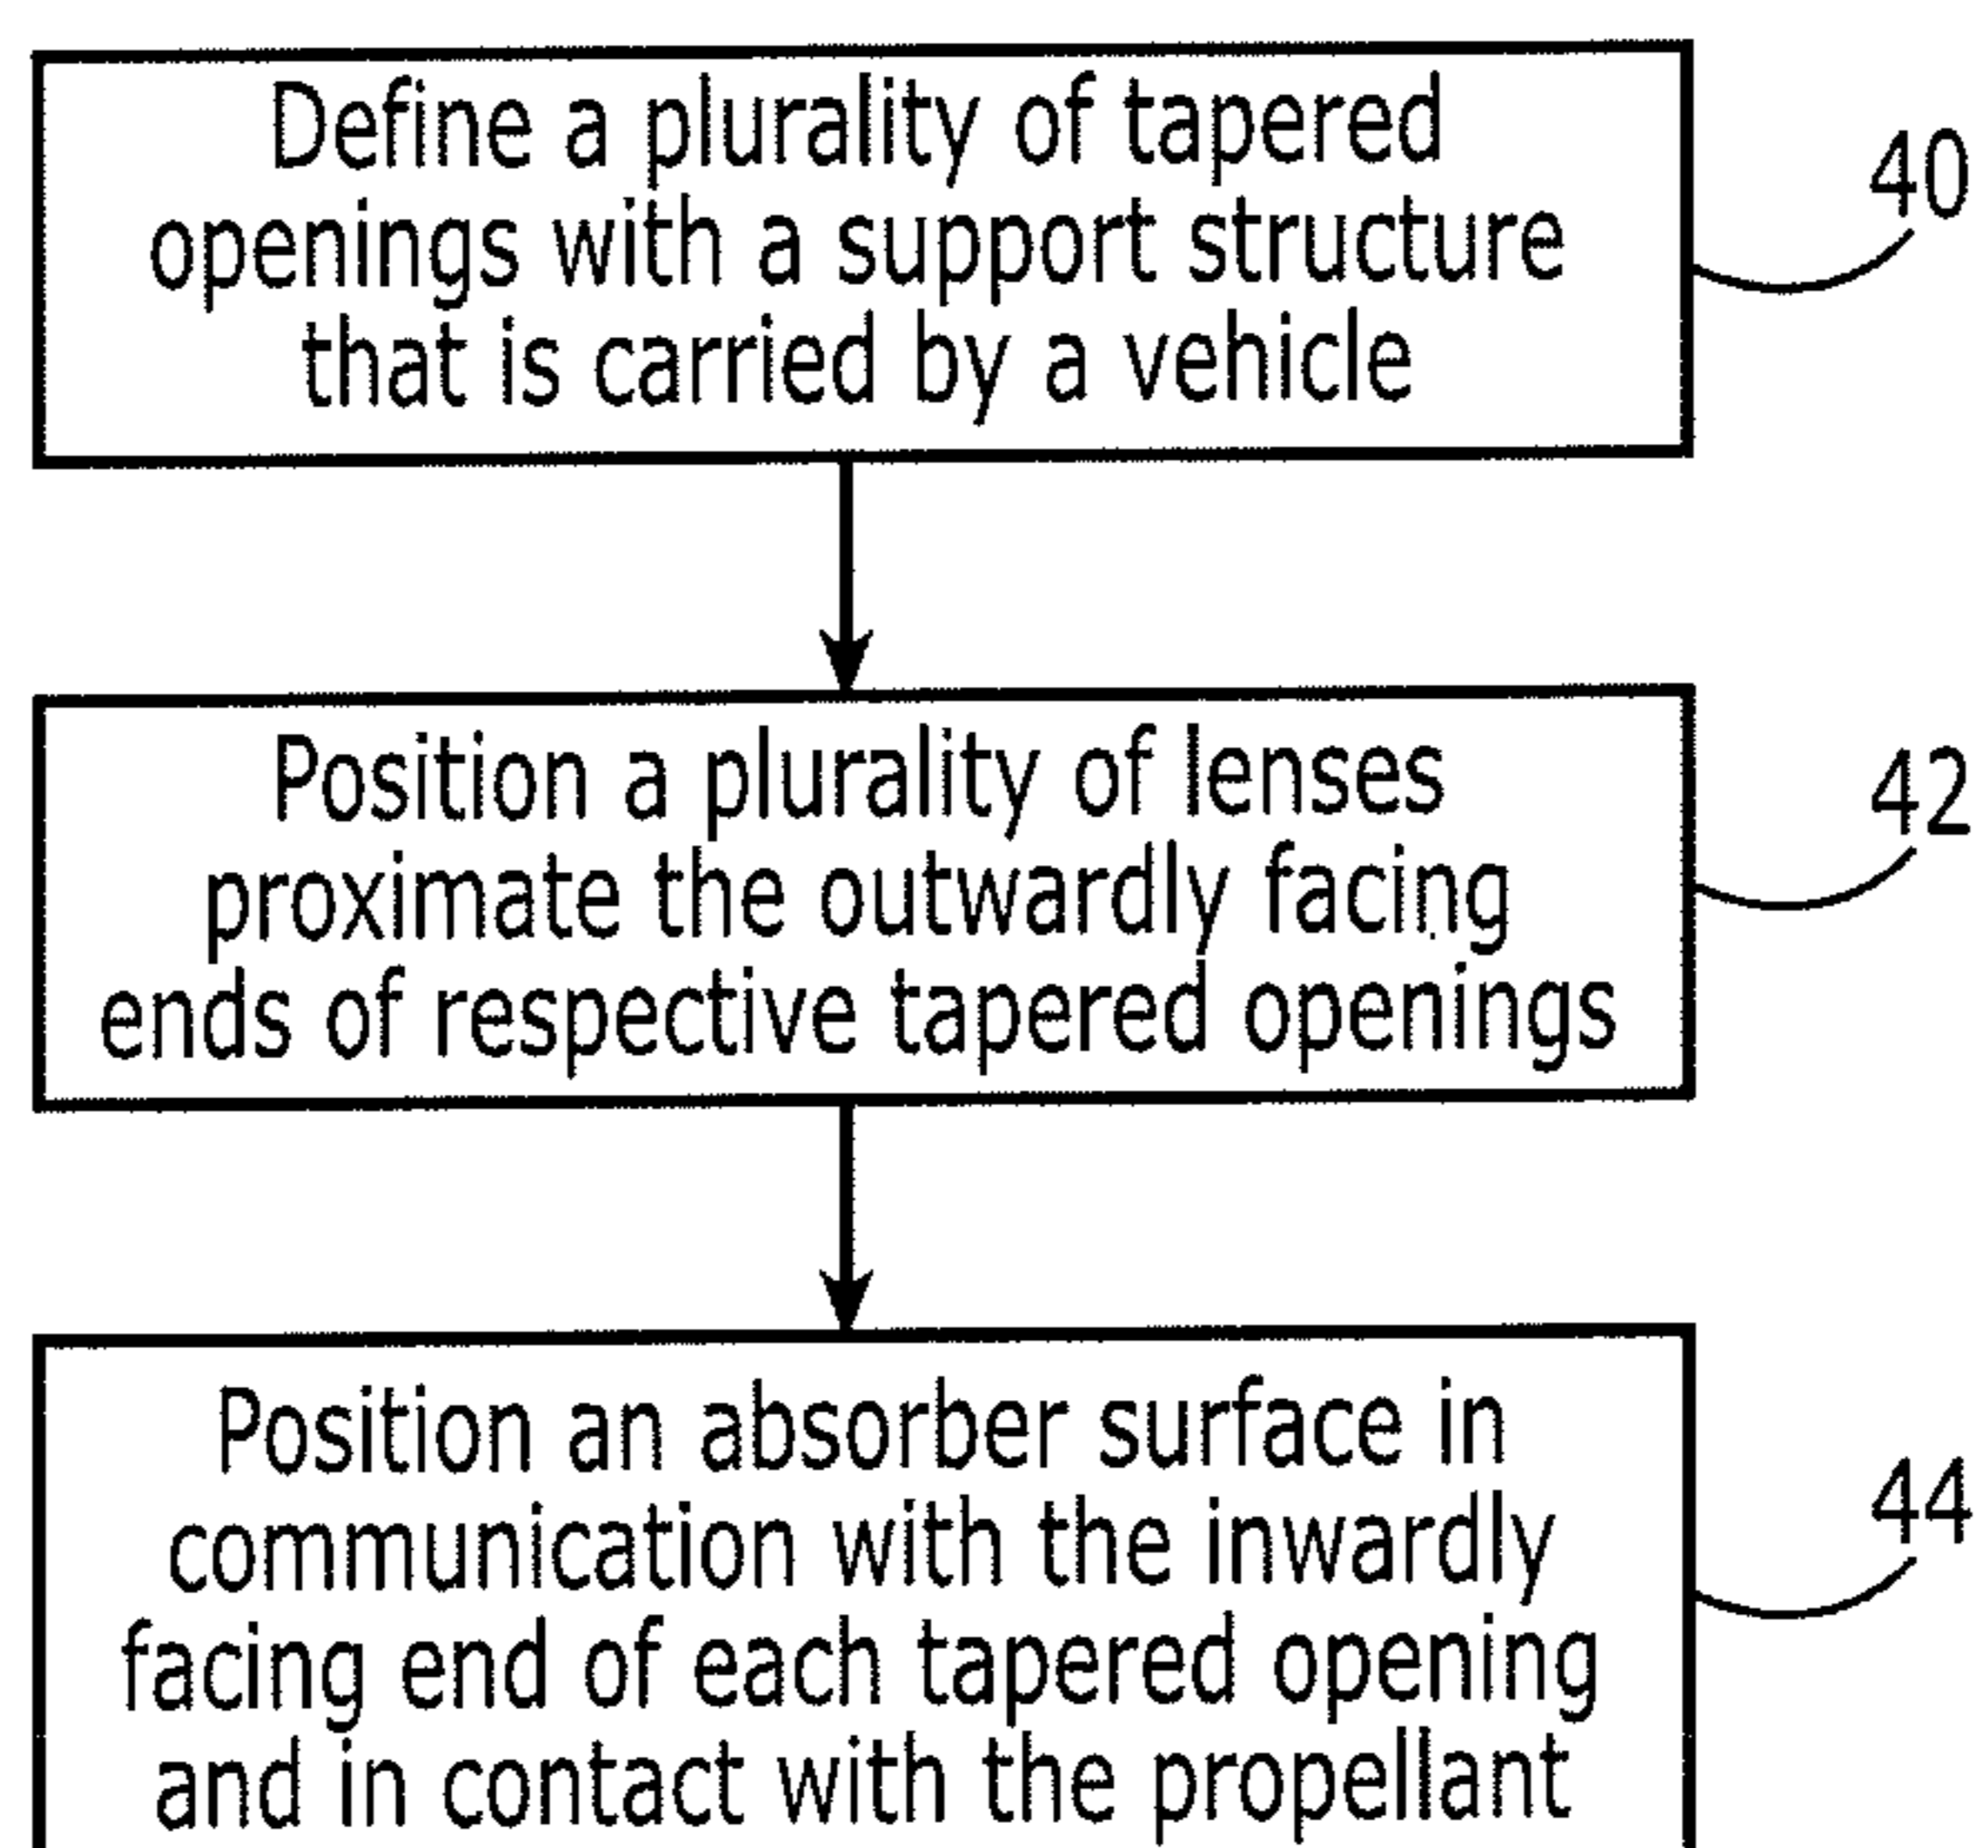 Define a plurality of tapered
openings with a support structure
that is carried by a vehicle
40
Position a plurality of lenses
proximate the outwardly facing
ends of respective tapered openings
42
Position an absorber surface in
communication with the inwardly
facing end of each tapered opening
and in contact with the propellant
44